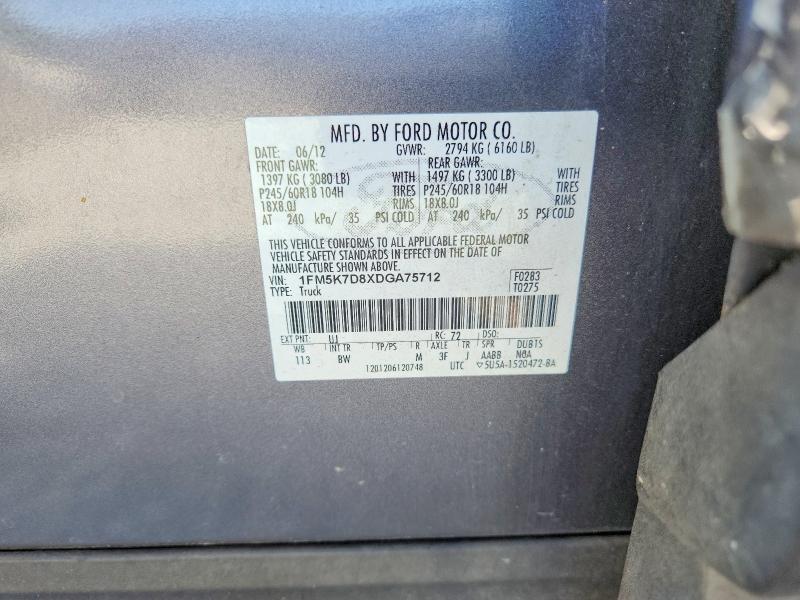 MFD. BY FORD MOTOR CO.
DATE: 06/12 GVWR: 2794 KG ( 6160 LB)
FRONT GAWR: REAR GAWR:
1397 KG ( 3080 LB) WITH 1497 KG ( 3300 LB) WITH
P245/60R18 104H TIRES P245/60R18 104H TIRES
18X8.0J RIMS 18X8.0J RIMS
AT 240 kPa/ 35 PSI COLD AT 240 kPa/ 35 PSI COLD
THIS VEHICLE CONFORMS TO ALL APPLICABLE FEDERAL MOTOR
VEHICLE SAFETY STANDARDS IN EFFECT ON THE DATE OF
MANUFACTURE SHOWN ABOVE.
VIN: 1FM5K7D8XDGA75712 F0283
TYPE: Truck T0275
EXT PNT: UJ RC: 72 DSO:
WB INT TR TP/PS R AXLE TR SPR DUBTS
113 BW M 3F J AABB N0A
1201206120748 UTC ▽5U5A-1520472-BA